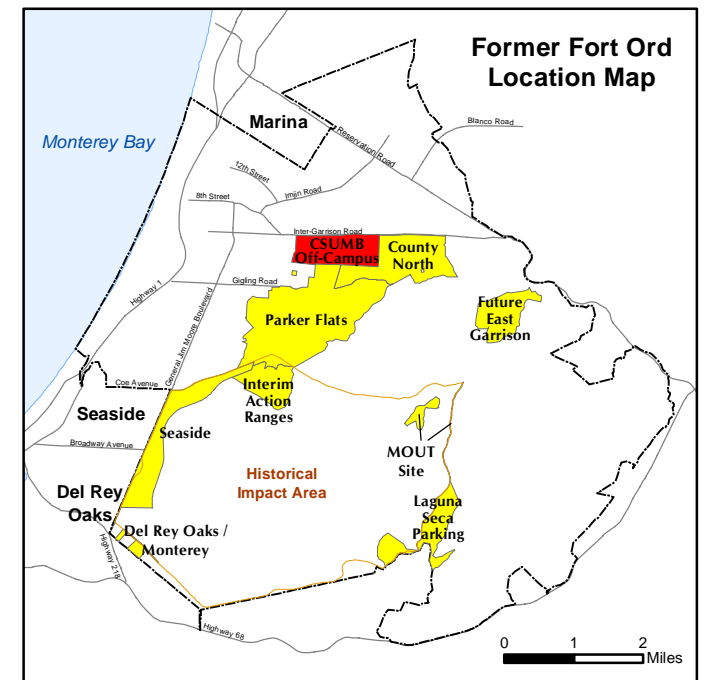 Former Fort Ord
Location Map
Marina
Blanco Road
Reservation Road
Monterey Bay
12th Street
Imjin Road
8th Street
Inter-Garrison Road
CSUMB
Off-Campus
County
North
Gigling Road
Highway 1
General Jim Moore Boulevard
Future
East
Garrison
Parker Flats
Interim
Action
Ranges
Coe Avenue
Seaside
Seaside
Broadway Avenue
MOUT
Site
Historical
Impact Area
Del Rey
Oaks
Laguna
Seca
Parking
Del Rey Oaks /
Monterey
Highway 218
Highway 68
0 1 2
Miles